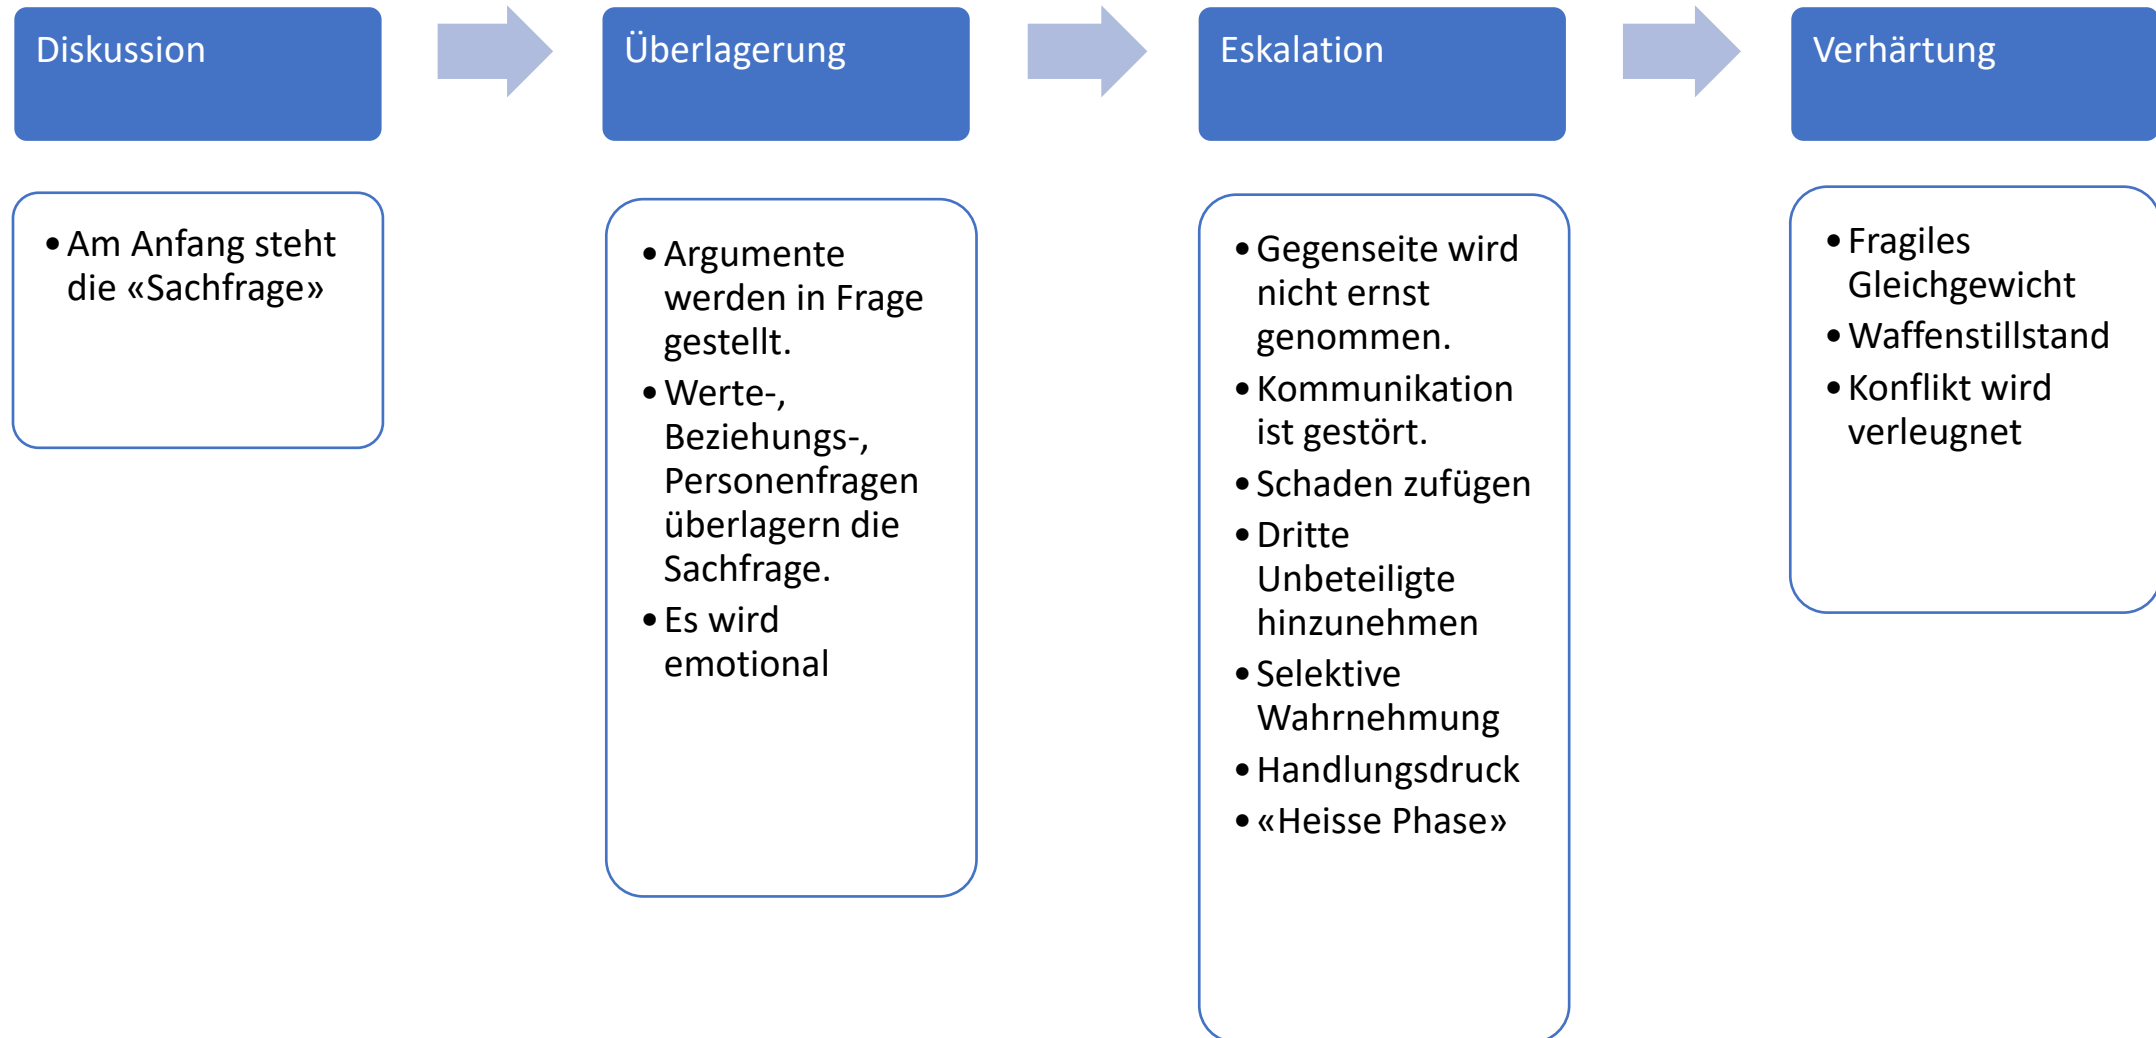 Diskussion
• Am Anfang steht
die «Sachfrage»
Überlagerung
• Argumente
werden in Frage
gestellt.
• Werte-,
Beziehungs-,
Personenfragen
überlagern die
Sachfrage.
• Es wird
emotional
Eskalation
• Gegenseite wird
nicht ernst
genommen.
• Kommunikation
ist gestört.
• Schaden zufügen
• Dritte
Unbeteiligte
hinzunehmen
• Selektive
Wahrnehmung
• Handlungsdruck
• «Heisse Phase»
Verhärtung
• Fragiles
Gleichgewicht
• Waffenstillstand
• Konflikt wird
verleugnet